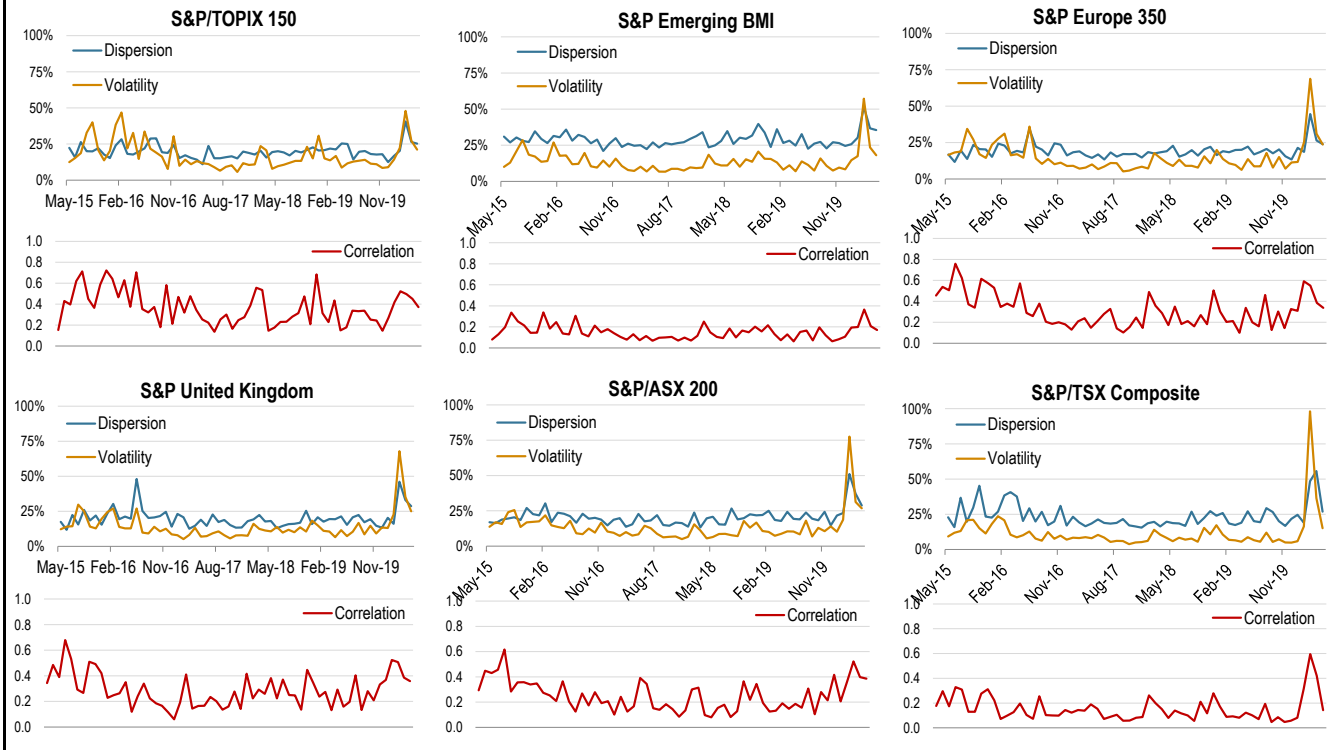 S&P/TOPIX 150
100%
Dispersion
75%
Volatility
50%
25%
0%
May-15 Feb-16 Nov-16 Aug-17 May-18 Feb-19 Nov-19
1.0
Correlation
0.8
0.6
0.4
0.2
0.0
S&P Emerging BMI
100%
Dispersion
75%
Volatility
50%
25%
0%
May-15 Feb-16 Nov-16 Aug-17 May-18 Feb-19 Nov-19
1.0
Correlation
0.8
0.6
0.4
0.2
0.0
S&P Europe 350
100%
Dispersion
75%
Volatility
50%
25%
0%
May-15 Feb-16 Nov-16 Aug-17 May-18 Feb-19 Nov-19
1.0
Correlation
0.8
0.6
0.4
0.2
0.0
S&P United Kingdom
100%
Dispersion
75%
Volatility
50%
25%
0%
May-15 Feb-16 Nov-16 Aug-17 May-18 Feb-19 Nov-19
1.0
Correlation
0.8
0.6
0.4
0.2
0.0
S&P/ASX 200
100%
Dispersion
75%
Volatility
50%
25%
0%
May-15 Feb-16 Nov-16 Aug-17 May-18 Feb-19 Nov-19
1.0
Correlation
0.8
0.6
0.4
0.2
0.0
S&P/TSX Composite
100%
Dispersion
75%
Volatility
50%
25%
0%
May-15 Feb-16 Nov-16 Aug-17 May-18 Feb-19 Nov-19
1.0
Correlation
0.8
0.6
0.4
0.2
0.0